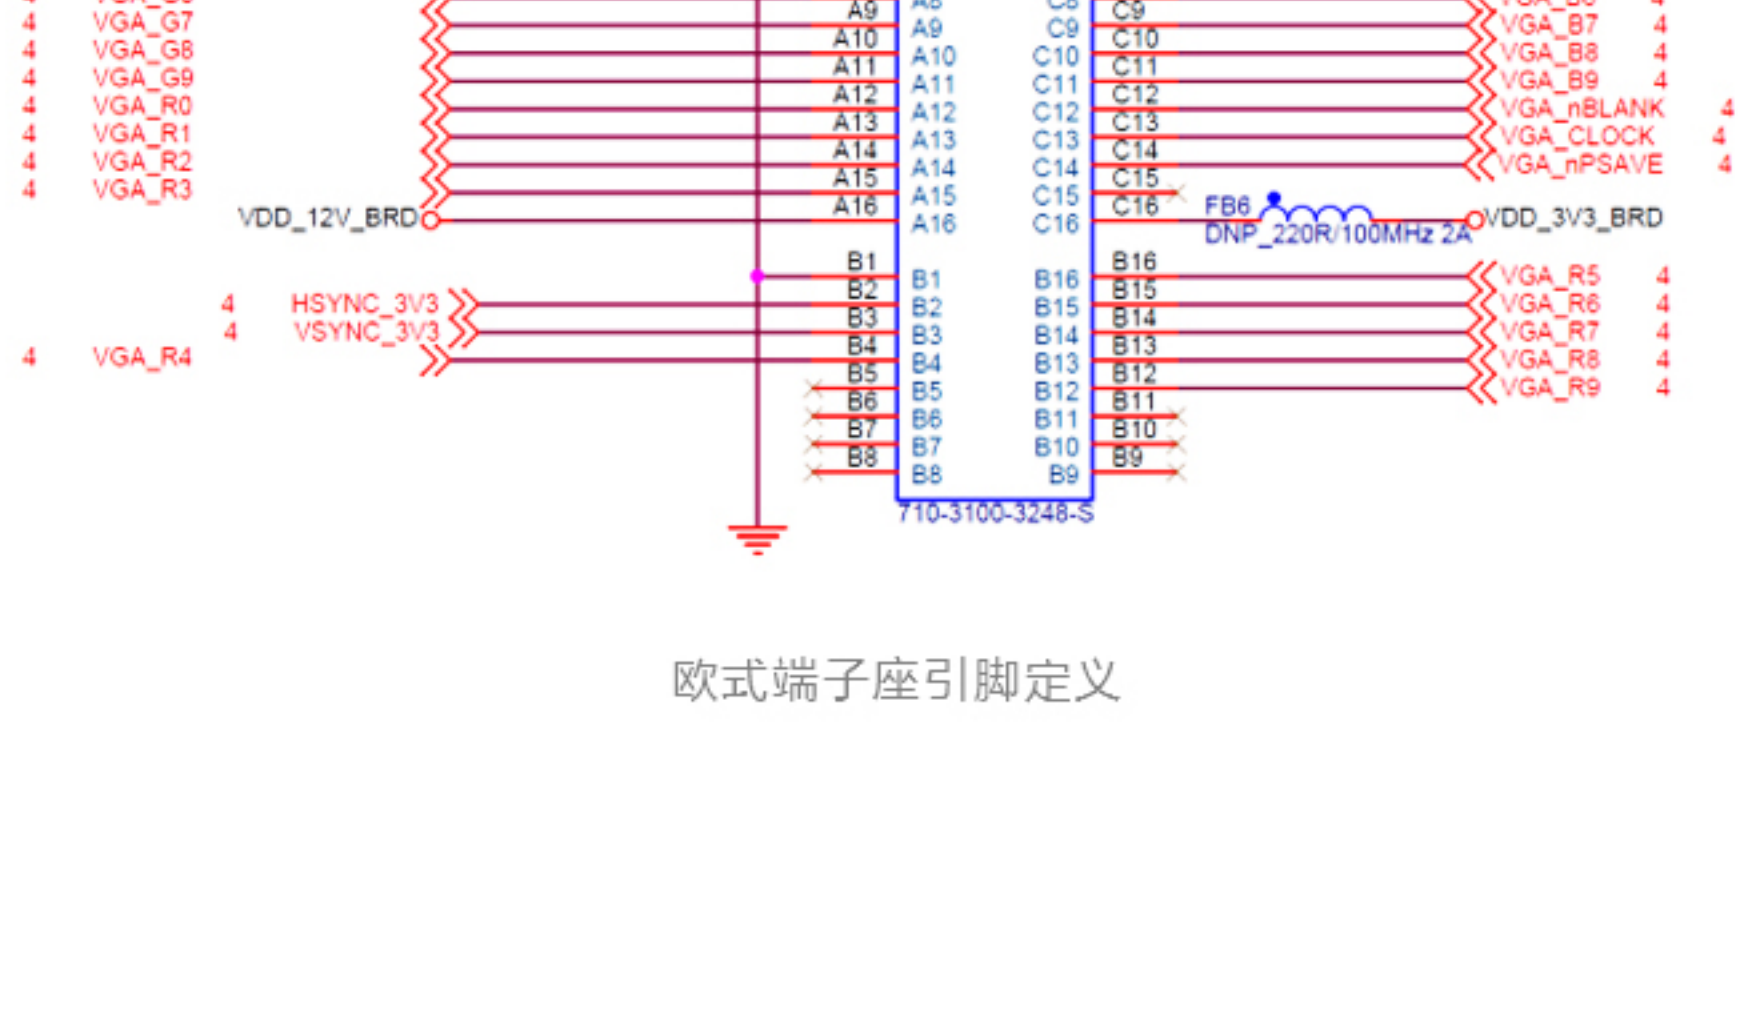 4 VGA_G7 A9 A9 C9 C9 VGA_B7 4
4 VGA_G8 A10 A10 C10 C10 VGA_B8 4
4 VGA_G9 A11 A11 C11 C11 VGA_B9 4
4 VGA_R0 A12 A12 C12 C12 VGA_nBLANK 4
4 VGA_R1 A13 A13 C13 C13 VGA_CLOCK 4
4 VGA_R2 A14 A14 C14 C14 VGA_nPSAVE 4
4 VGA_R3 A15 A15 C15 C15
VDD_12V_BRD A16 A16 C16 C16 FB6 VDD_3V3_BRD
DNP_220R/100MHz 2A
B1 B1 B16 B16 VGA_R5 4
4 HSYNC_3V3 B2 B2 B15 B15 VGA_R6 4
4 VSYNC_3V3 B3 B3 B14 B14 VGA_R7 4
4 VGA_R4 B4 B4 B13 B13 VGA_R8 4
B5 B5 B12 B12 VGA_R9 4
B6 B6 B11 B11
B7 B7 B10 B10
B8 B8 B9 B9
710-3100-3248-S
欧式端子座引脚定义